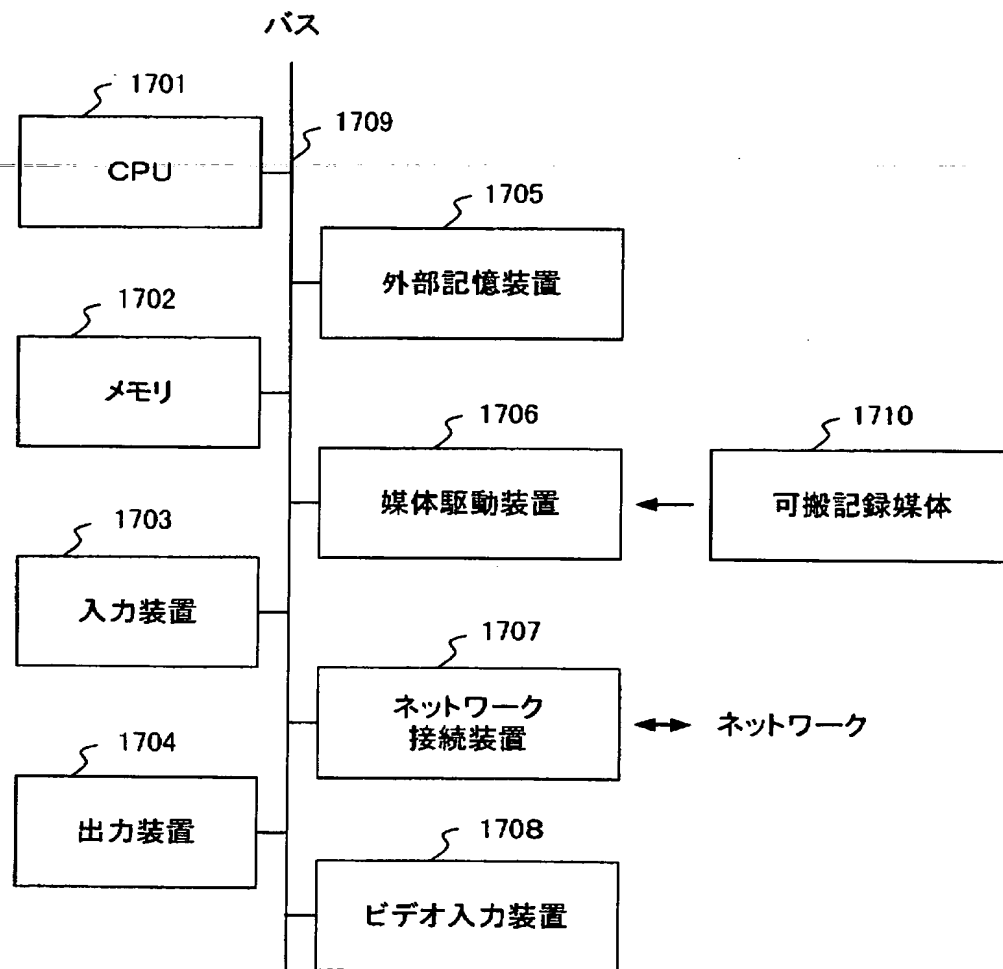 バス
1701
CPU
1709
1705
外部記憶装置
1702
メモリ
1706
媒体駆動装置
1710
可搬記録媒体
1703
入力装置
1707
ネットワーク
接続装置
ネットワーク
1704
出力装置
1708
ビデオ入力装置